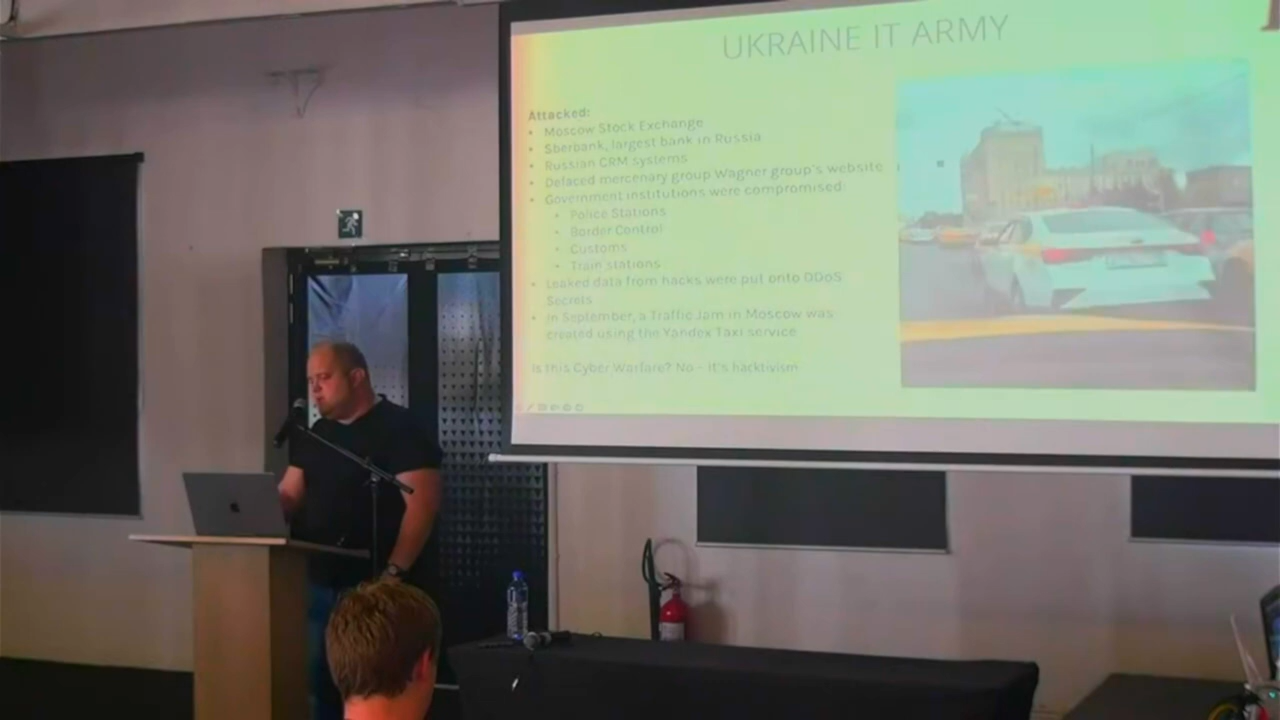 UKRAINE IT ARMY
Attacked:
• Moscow Stock Exchange
• Sberbank, largest bank in Russia
• Russian CRM systems
• Defaced mercenary group Wagner group's website
• Government institutions were compromised:
• Police Stations
• Border Control
• Customs
• Train stations
• Leaked data from hacks were put onto DDoS
Secrets
• In September, a Traffic Jam in Moscow was
created using the Yandex Taxi service
Is this Cyber Warfare? No - It's hacktivism